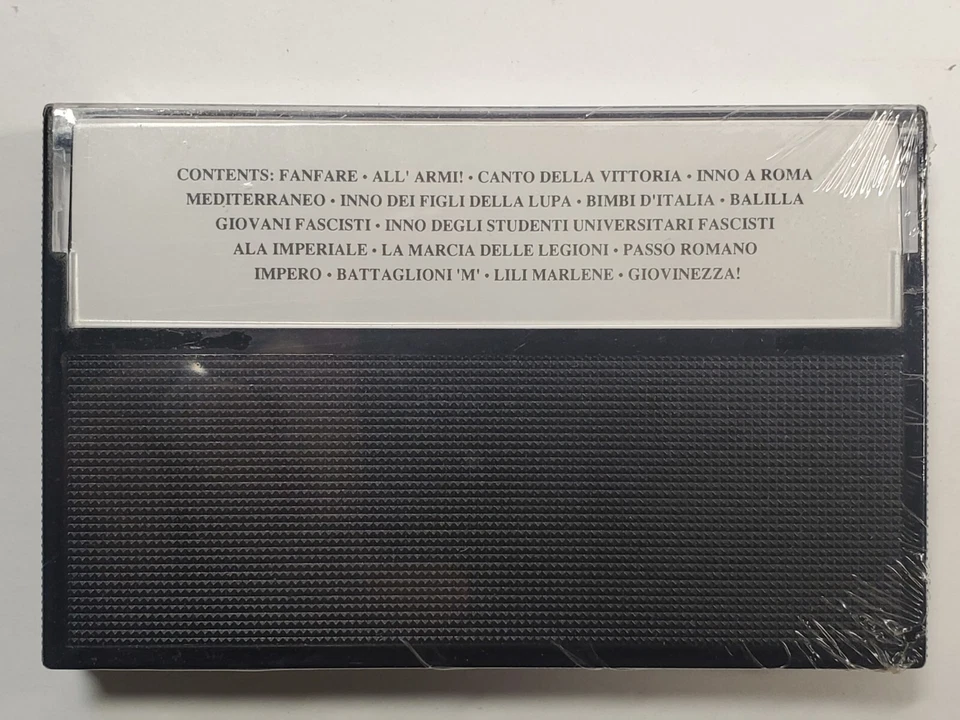 CONTENTS: FANFARE • ALL' ARMI! • CANTO DELLA VITTORIA • INNO A ROMA
MEDITERRANEO • INNO DEI FIGLI DELLA LUPA • BIMBI D'ITALIA • BALILLA
GIOVANI FASCISTI • INNO DEGLI STUDENTI UNIVERSITARI FASCISTI
ALA IMPERIALE • LA MARCIA DELLE LEGIONI • PASSO ROMANO
IMPERO • BATTAGLIONI 'M' • LILI MARLENE • GIOVINEZZA!